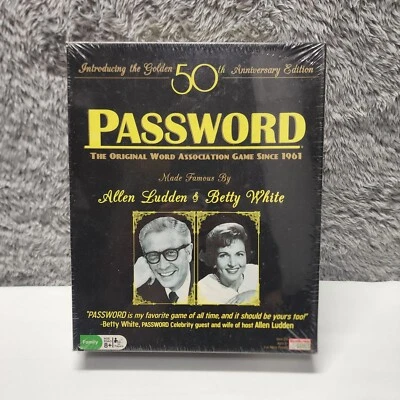 Introducing the Golden 50th Anniversary Edition
PASSWORD
THE ORIGINAL WORD ASSOCIATION GAME SINCE 1961
Made Famous By
Allen Ludden & Betty White
"PASSWORD is my favorite game of all time, and it should be yours too!"
-Betty White, PASSWORD Celebrity guest and wife of host Allen Ludden
Family
8+